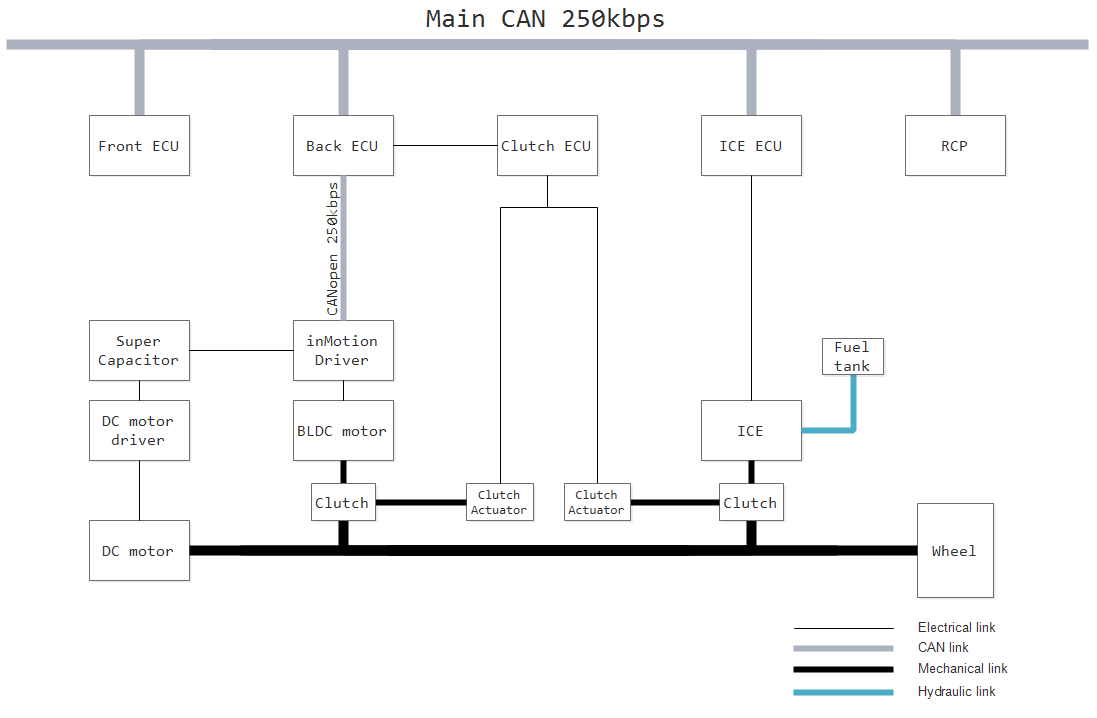 Main CAN 250kbps
Front ECU
Back ECU
Clutch ECU
ICE ECU
RCP
CANopen 250kbps
Super
Capacitor
inMotion
Driver
Fuel
tank
DC motor
driver
BLDC motor
ICE
Clutch
Clutch
Actuator
Clutch
Actuator
Clutch
DC motor
Wheel
Electrical link
CAN link
Mechanical link
Hydraulic link